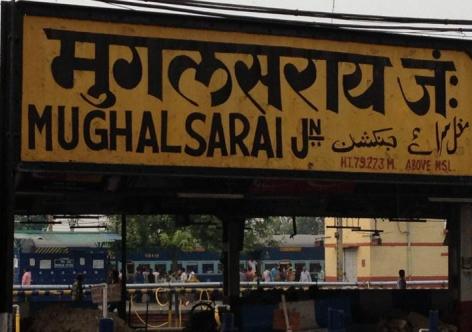 मुगलसराय जं:
MUGHALSARAI JN
مغل سرائے جنکشن
HT.79.273 M. ABOVE MSL.